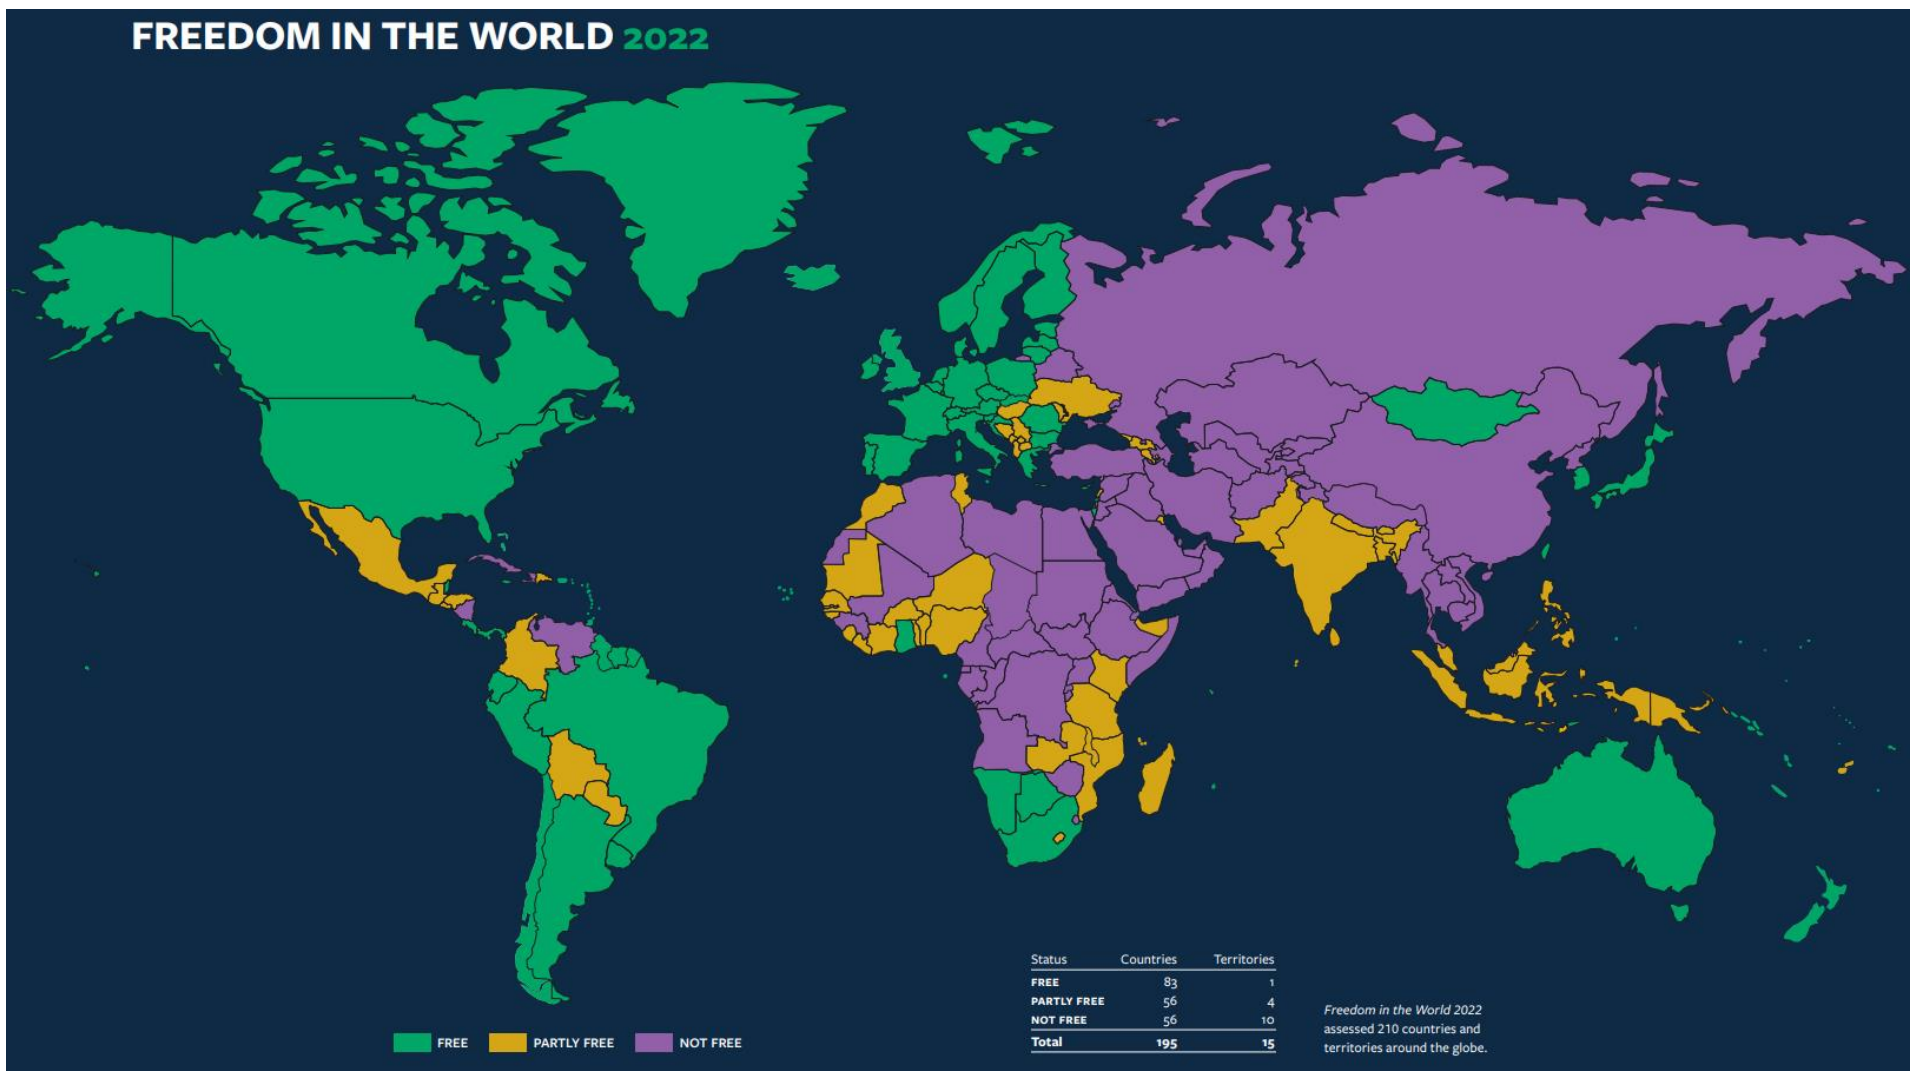 FREEDOM IN THE WORLD 2022
Status Countries Territories
FREE 83 1
PARTLY FREE 56 4
NOT FREE 56 10
Total 195 15
Freedom in the World 2022
assessed 210 countries and
territories around the globe.
FREE PARTLY FREE NOT FREE